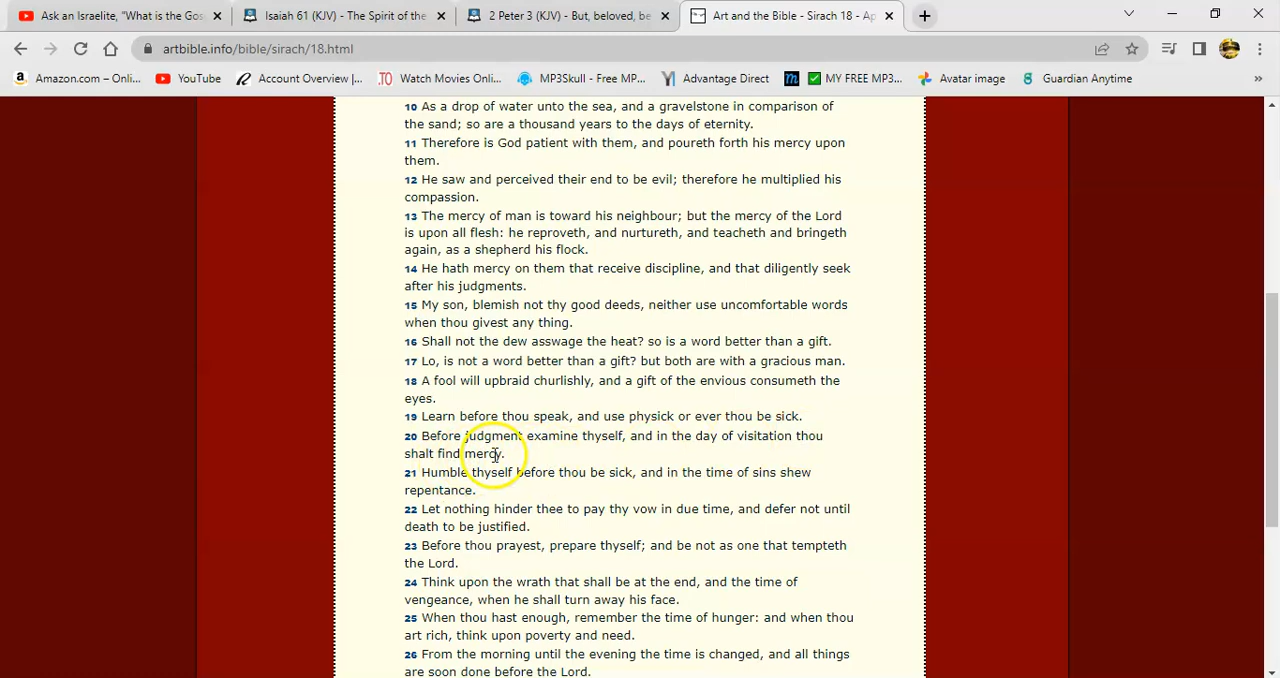 Ask an Israelite, "What is the Gos
Isaiah 61 (KJV) - The Spirit of the
2 Peter 3 (KJV) - But, beloved, be
Art and the Bible - Sirach 18 - Ap
artbible.info/bible/sirach/18.html
Amazon.com – Onli...
YouTube
Account Overview |...
.TO Watch Movies Onl...
MP3Skull - Free MP...
Advantage Direct
MY FREE MP3...
Avatar image
Guardian Anytime
»
10 As a drop of water unto the sea, and a gravelstone in comparison of
the sand; so are a thousand years to the days of eternity.
11 Therefore is God patient with them, and poureth forth his mercy upon
them.
12 He saw and perceived their end to be evil; therefore he multiplied his
compassion.
13 The mercy of man is toward his neighbour; but the mercy of the Lord
is upon all flesh: he reproveth, and nurtureth, and teacheth and bringeth
again, as a shepherd his flock.
14 He hath mercy on them that receive discipline, and that diligently seek
after his judgments.
15 My son, blemish not thy good deeds, neither use uncomfortable words
when thou givest any thing.
16 Shall not the dew asswage the heat? so is a word better than a gift.
17 Lo, is not a word better than a gift? but both are with a gracious man.
18 A fool will upbraid churlishly, and a gift of the envious consumeth the
eyes.
19 Learn before thou speak, and use physick or ever thou be sick.
20 Before judgment examine thyself, and in the day of visitation thou
shalt find mercy.
21 Humble thyself before thou be sick, and in the time of sins shew
repentance.
22 Let nothing hinder thee to pay thy vow in due time, and defer not until
death to be justified.
23 Before thou prayest, prepare thyself; and be not as one that tempteth
the Lord.
24 Think upon the wrath that shall be at the end, and the time of
vengeance, when he shall turn away his face.
25 When thou hast enough, remember the time of hunger: and when thou
art rich, think upon poverty and need.
26 From the morning until the evening the time is changed, and all things
are soon done before the Lord.